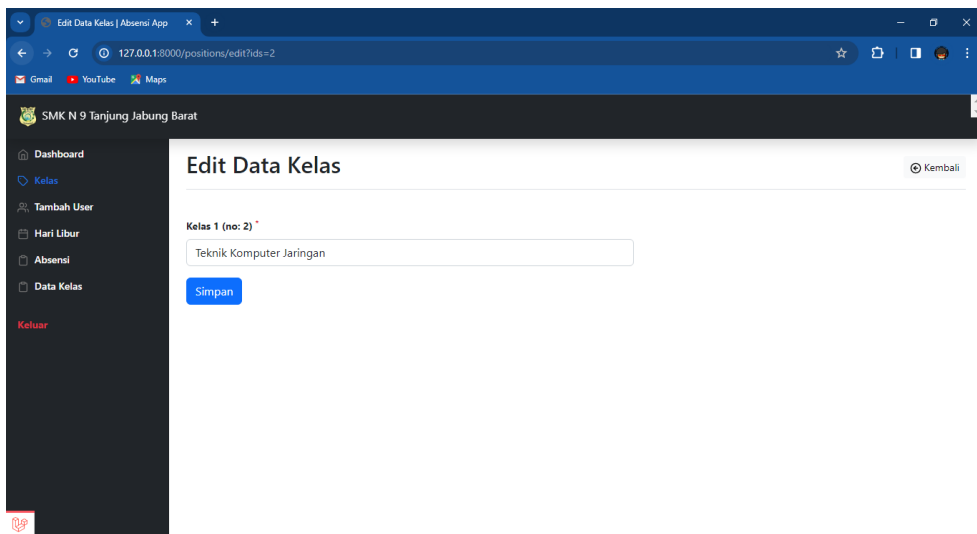 Edit Data Kelas | Absensi App
127.0.0.1:8000/positions/edit?ids=2
Gmail YouTube Maps
SMK N 9 Tanjung Jabung Barat
Dashboard
Kelas
Tambah User
Hari Libur
Absensi
Data Kelas
Keluar
Edit Data Kelas
Kembali
Kelas 1 (no: 2) *
Teknik Komputer Jaringan
Simpan